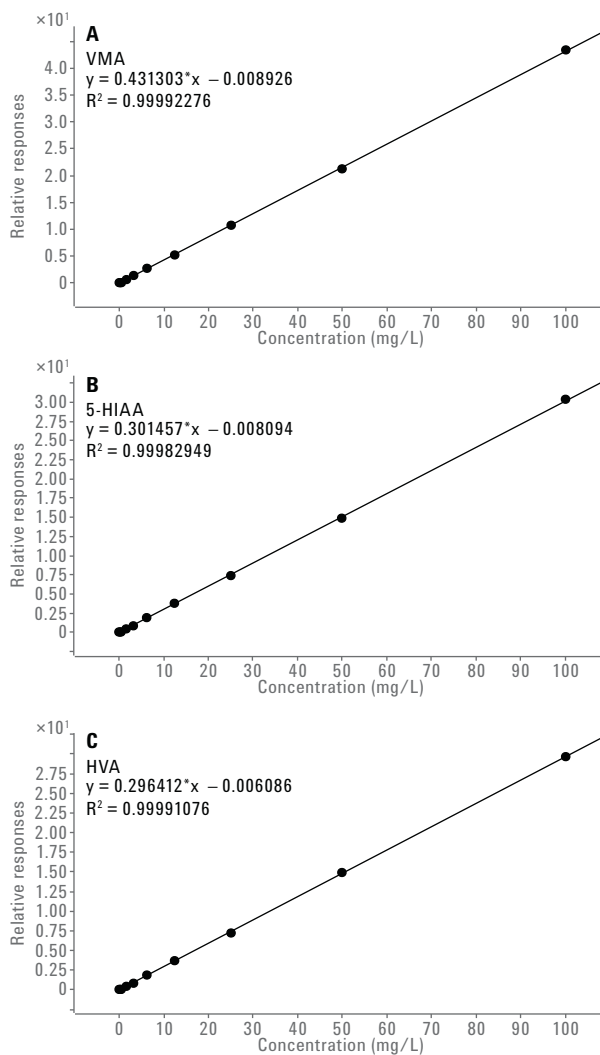 ×10¹
A
VMA
y = 0.431303*x – 0.008926
R² = 0.99992276
4.0
3.5
3.0
2.5
2.0
1.5
1.0
0.5
0
Relative responses
0 10 20 30 40 50 60 70 80 90 100
Concentration (mg/L)
×10¹
B
5-HIAA
y = 0.301457*x – 0.008094
R² = 0.99982949
3.00
2.75
2.50
2.25
2.00
1.75
1.50
1.25
1.00
0.75
0.50
0.25
0
Relative responses
0 10 20 30 40 50 60 70 80 90 100
Concentration (mg/L)
×10¹
C
HVA
y = 0.296412*x – 0.006086
R² = 0.99991076
2.75
2.50
2.25
2.00
1.75
1.50
1.25
1.00
0.75
0.50
0.25
0
Relative responses
0 10 20 30 40 50 60 70 80 90 100
Concentration (mg/L)